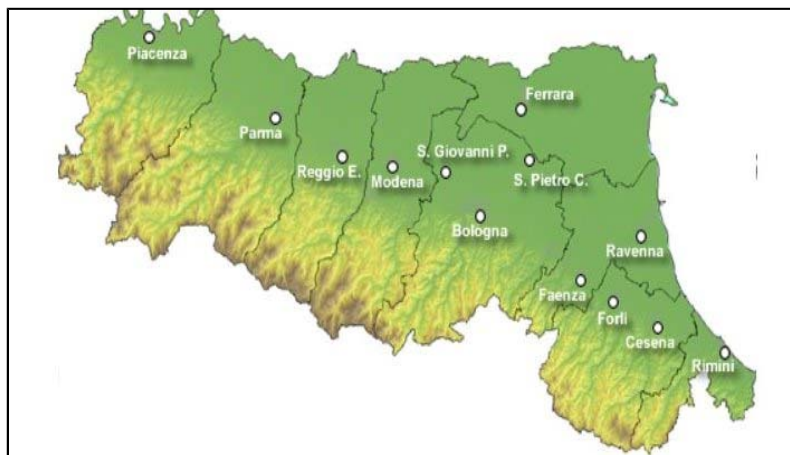 Piacenza
Parma
Reggio E.
Modena
S. Giovanni P.
Ferrara
S. Pietro C.
Bologna
Ravenna
Faenza
Forlì
Cesena
Rimini